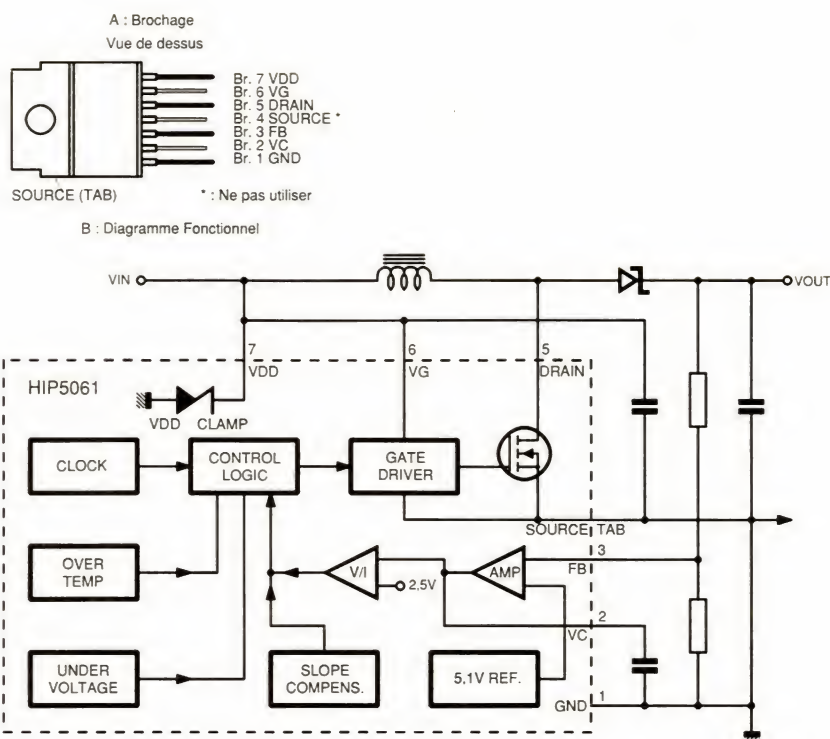 A : Brochage
Vue de dessus
Br. 7 VDD
Br. 6 VG
Br. 5 DRAIN
Br. 4 SOURCE *
Br. 3 FB
Br. 2 VC
Br. 1 GND
SOURCE (TAB)
* : Ne pas utiliser
B : Diagramme Fonctionnel
VIN
VOUT
7
VDD
6
VG
5
DRAIN
HIP5061
VDD CLAMP
CLOCK
CONTROL
LOGIC
GATE
DRIVER
SOURCE TAB
OVER
TEMP
V/I
2,5V
AMP
3
FB
2
VC
UNDER
VOLTAGE
SLOPE
COMPENS.
5,1V REF.
GND
1